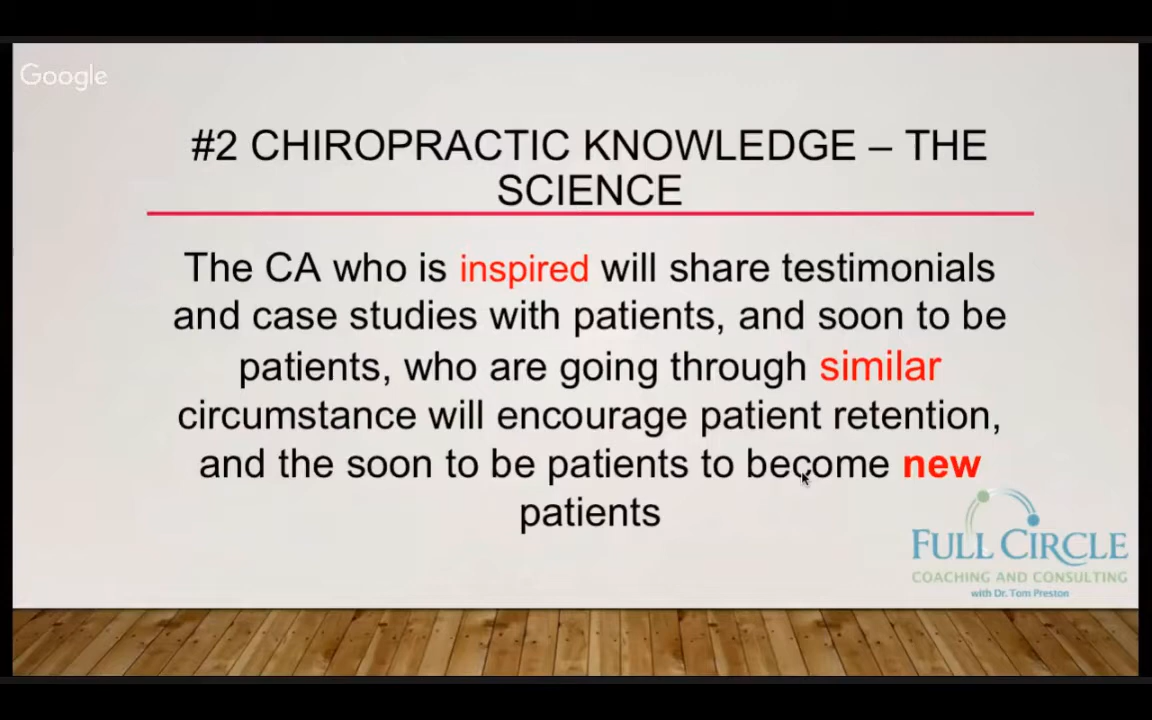 Google
#2 CHIROPRACTIC KNOWLEDGE – THE
SCIENCE
The CA who is inspired will share testimonials
and case studies with patients, and soon to be
patients, who are going through similar
circumstance will encourage patient retention,
and the soon to be patients to become new
patients
FULL CIRCLE
COACHING AND CONSULTING
with Dr. Tom Preston